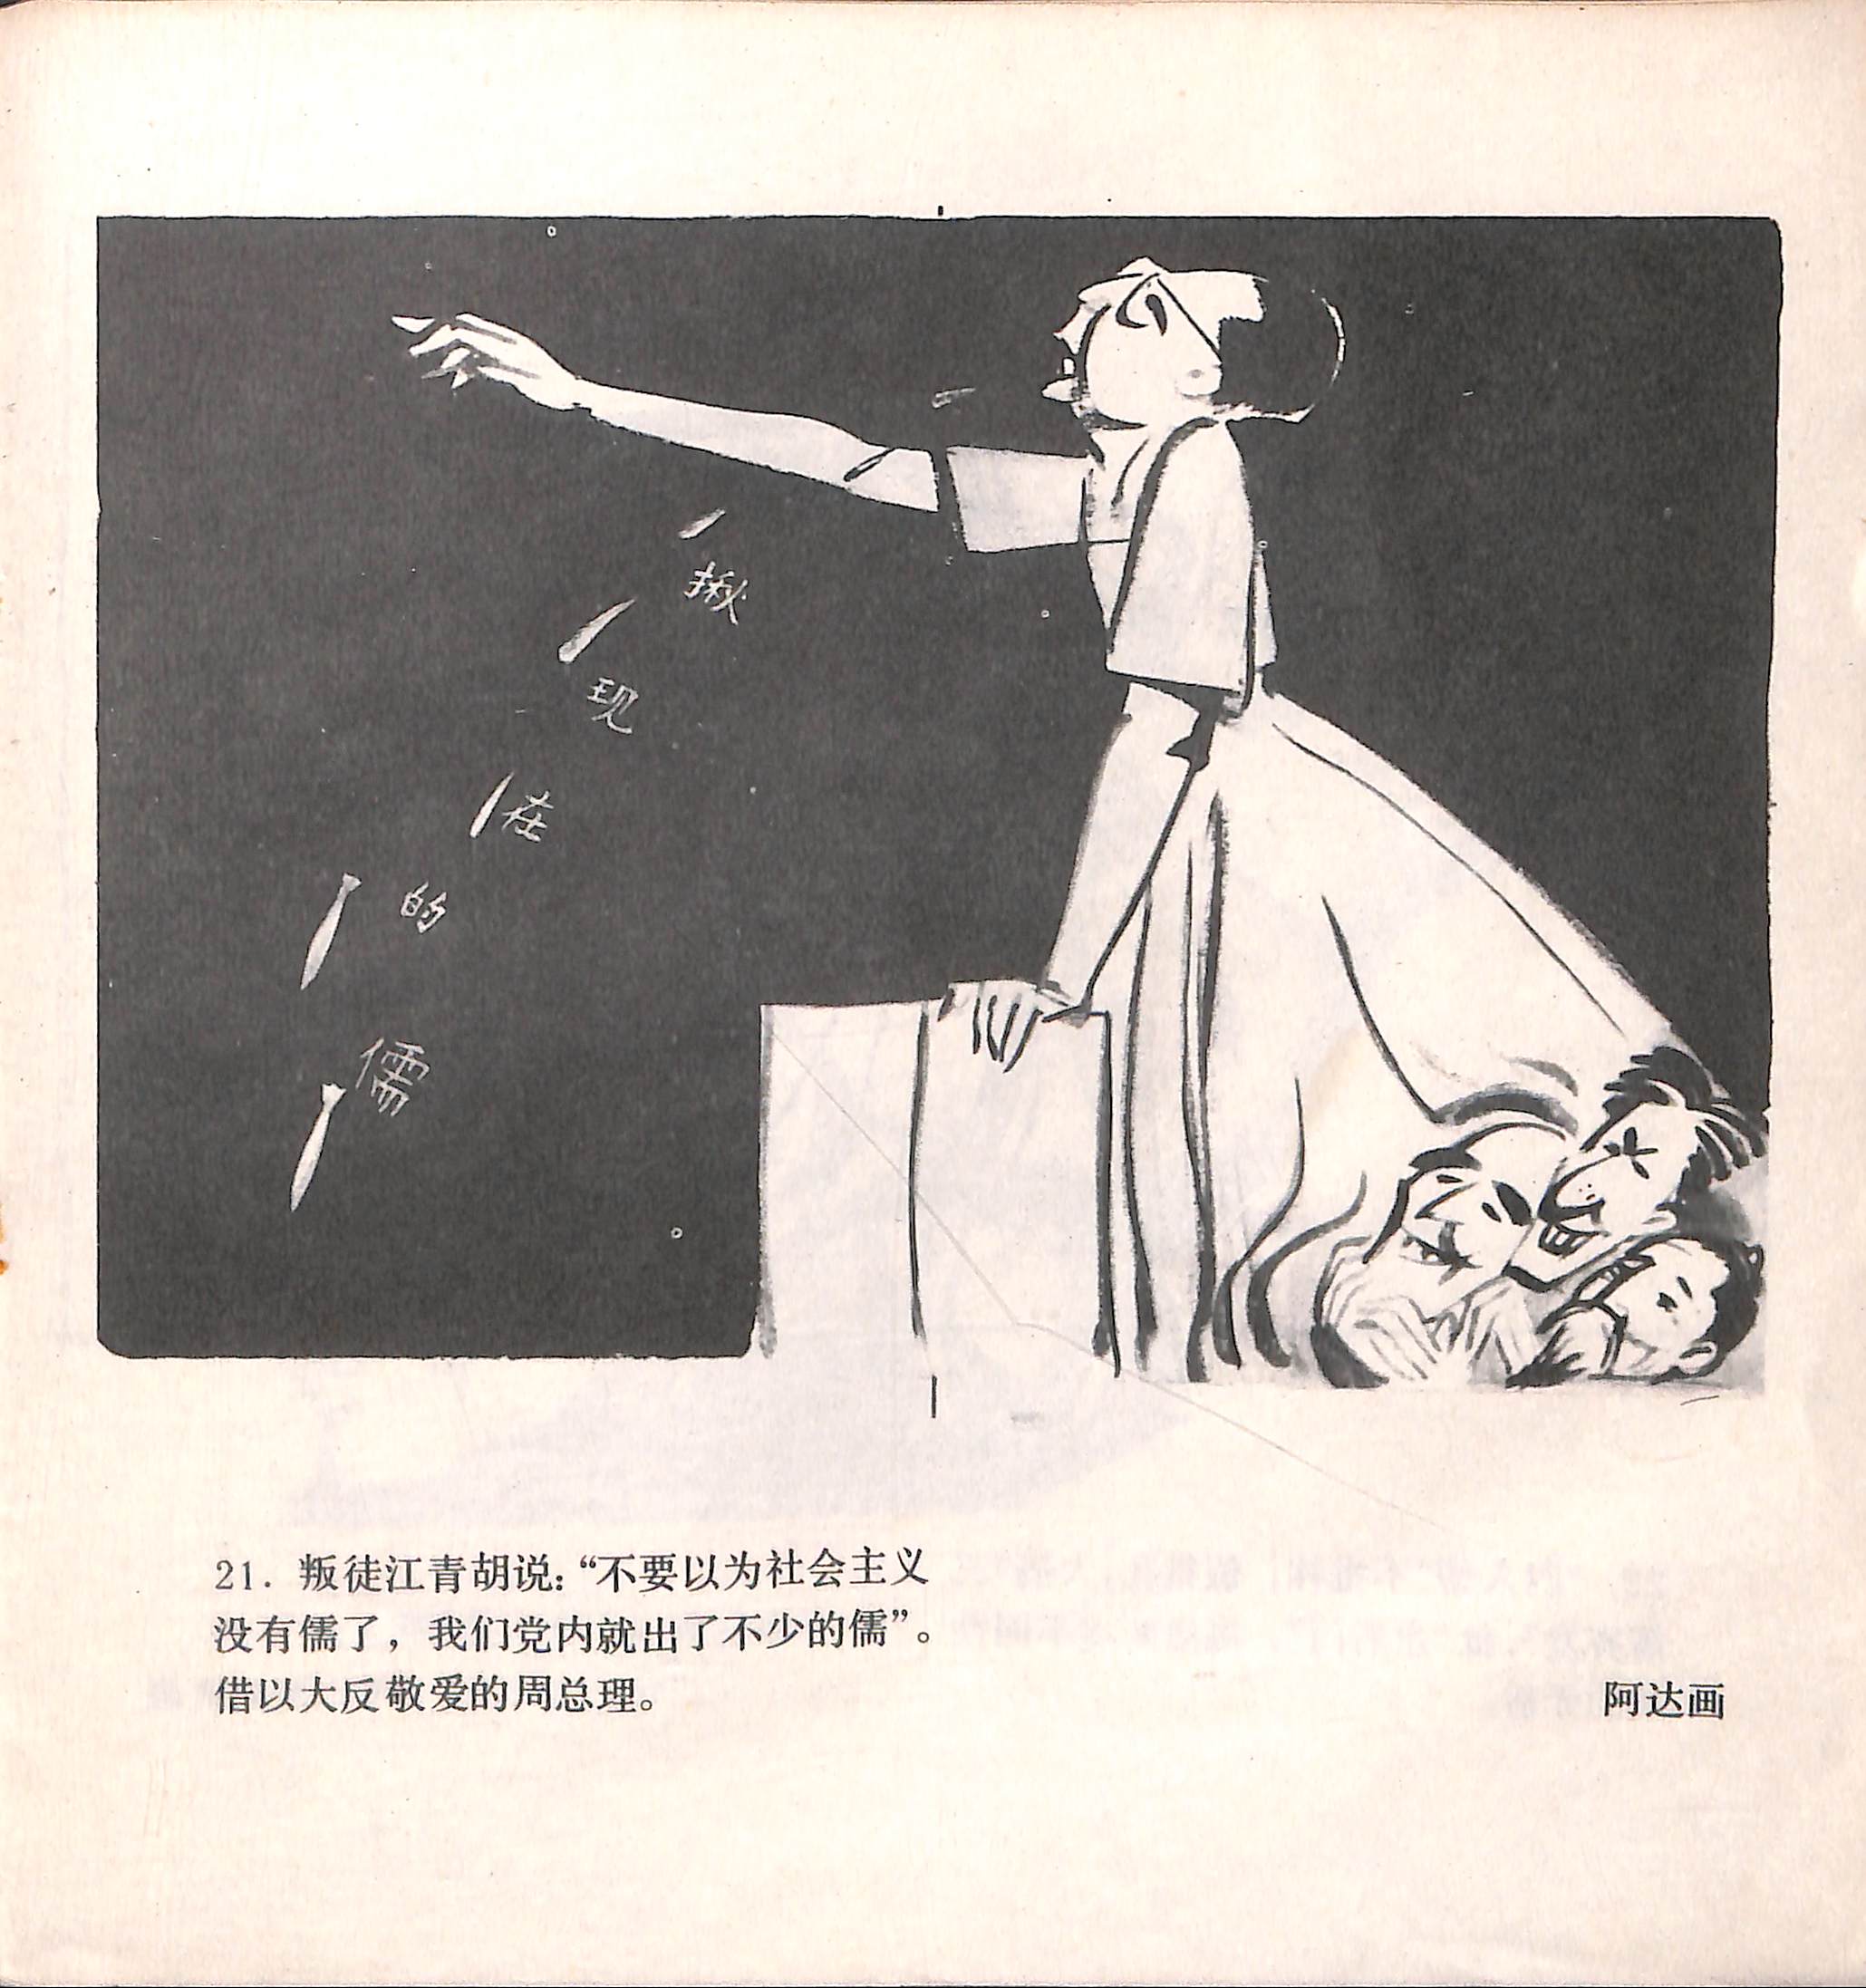 揪现在的儒
21. 叛徒江青胡说：“不要以为社会主义
没有儒了，我们党内就出了不少的儒”。
借以大反敬爱的周总理。
阿达画